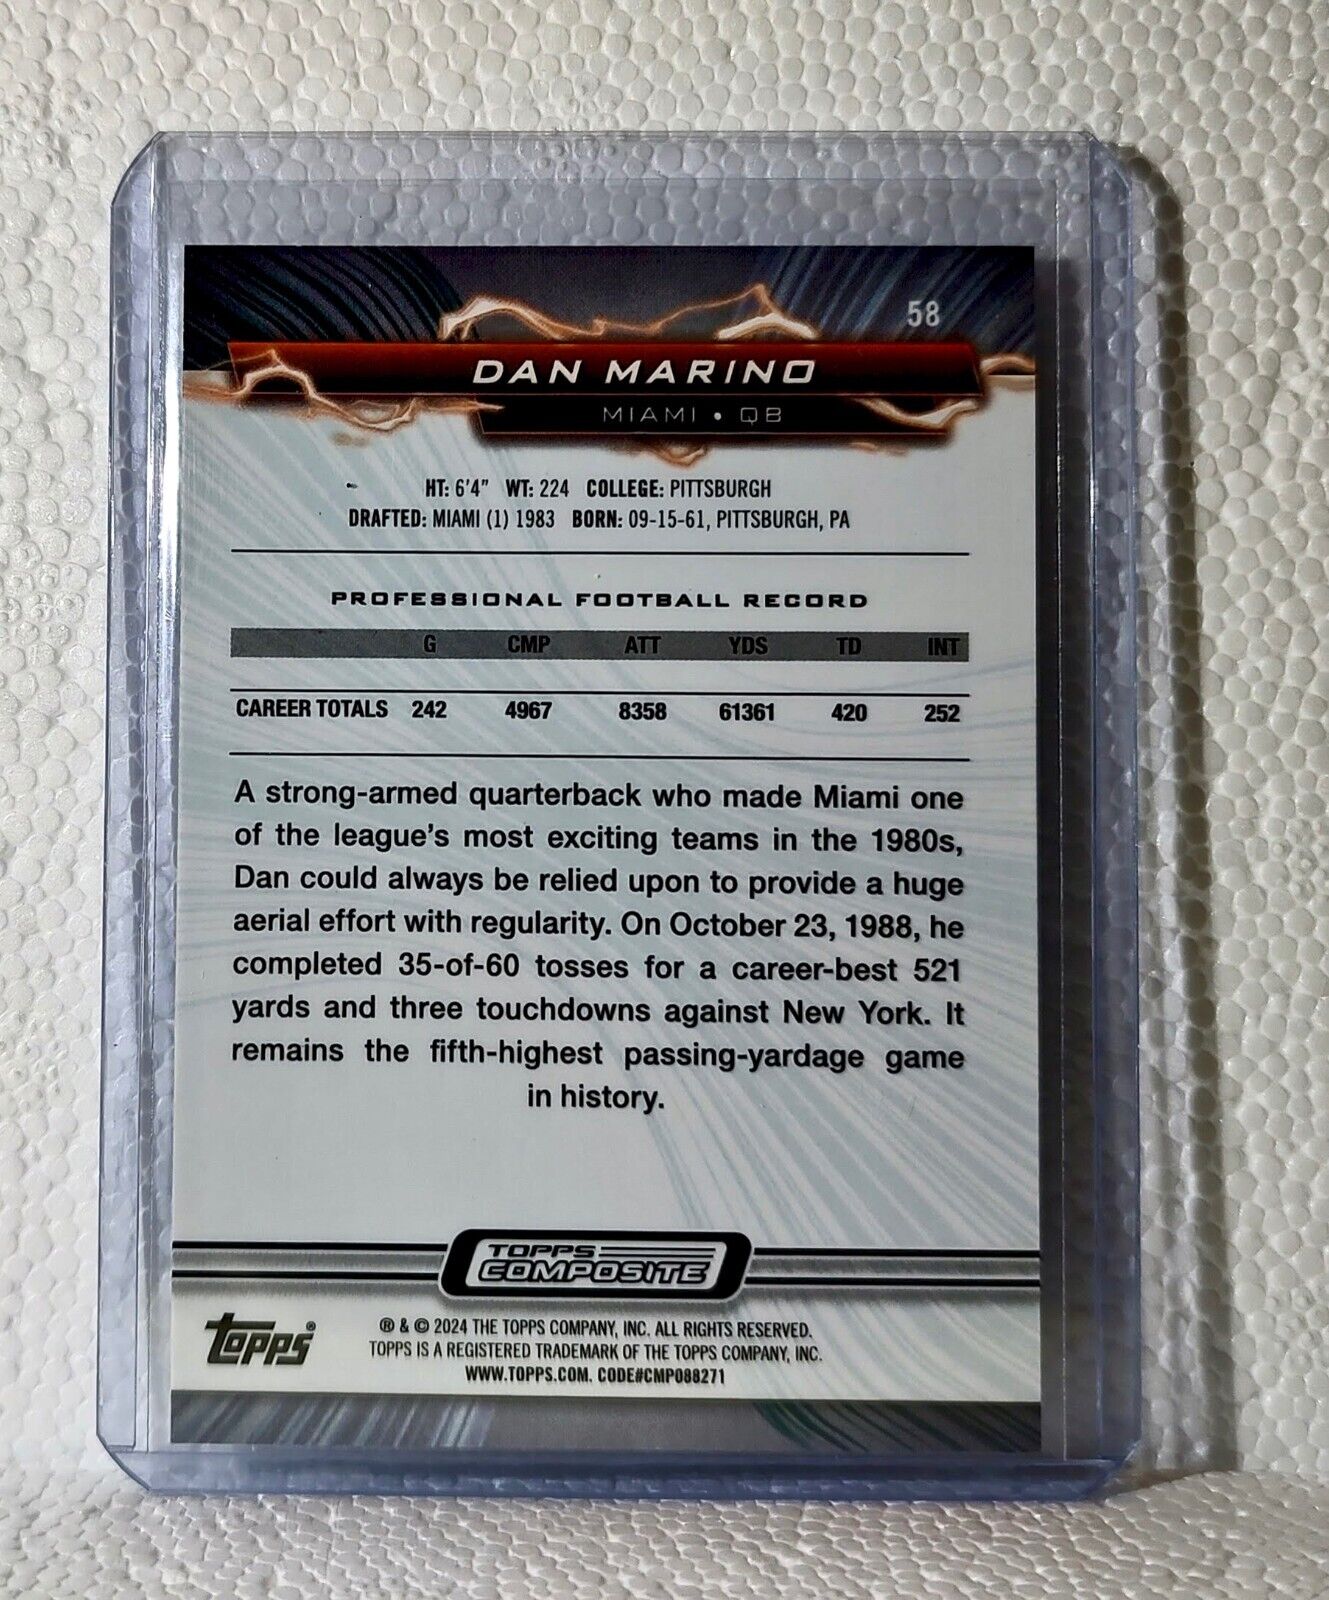 58
DAN MARINO
MIAMI • QB
HT: 6'4" WT: 224 COLLEGE: PITTSBURGH
DRAFTED: MIAMI (1) 1983 BORN: 09-15-61, PITTSBURGH, PA
PROFESSIONAL FOOTBALL RECORD
G CMP ATT YDS TD INT
CAREER TOTALS 242 4967 8358 61361 420 252
A strong-armed quarterback who made Miami one
of the league's most exciting teams in the 1980s,
Dan could always be relied upon to provide a huge
aerial effort with regularity. On October 23, 1988, he
completed 35-of-60 tosses for a career-best 521
yards and three touchdowns against New York. It
remains the fifth-highest passing-yardage game
in history.
TOPPS
COMPOSITE
topps®
® & © 2024 THE TOPPS COMPANY, INC. ALL RIGHTS RESERVED.
TOPPS IS A REGISTERED TRADEMARK OF THE TOPPS COMPANY, INC.
WWW.TOPPS.COM. CODE#CMP088271